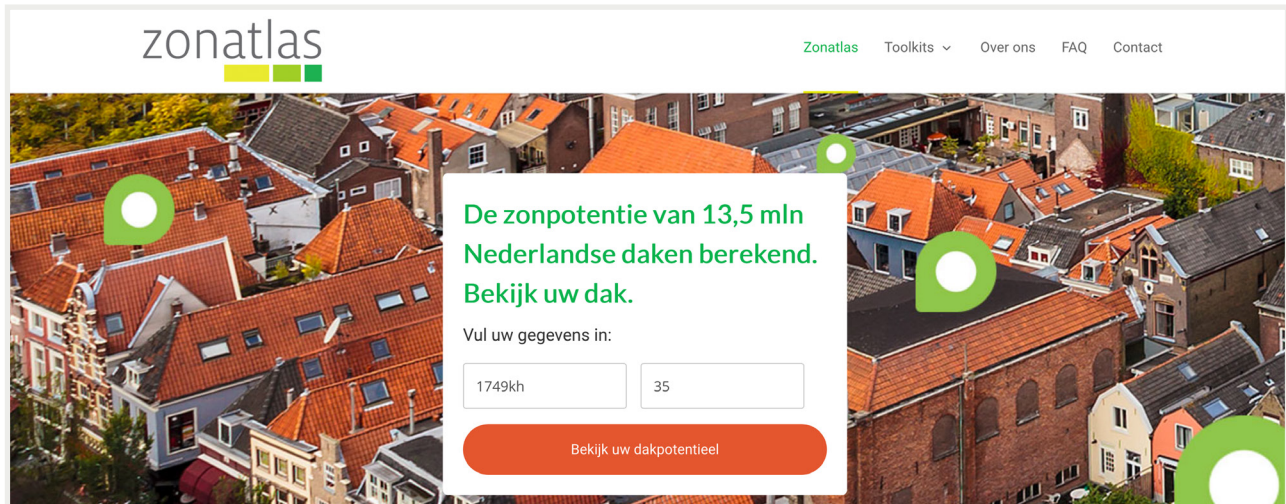 zonatlas
Zonatlas Toolkits Over ons FAQ Contact
De zonpotentie van 13,5 mln
Nederlandse daken berekend.
Bekijk uw dak.
Vul uw gegevens in:
1749kh 35
Bekijk uw dakpotentieel